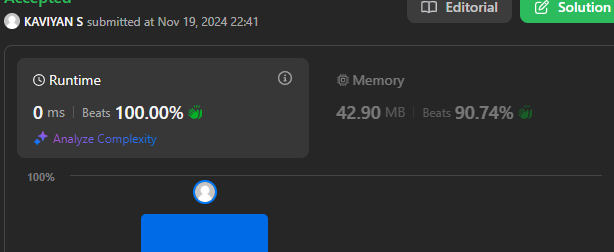 Accepted
KAVIYAN S submitted at Nov 19, 2024 22:41
Editorial
Solution
Runtime
0 ms | Beats 100.00%
Analyze Complexity
Memory
42.90 MB | Beats 90.74%
100%